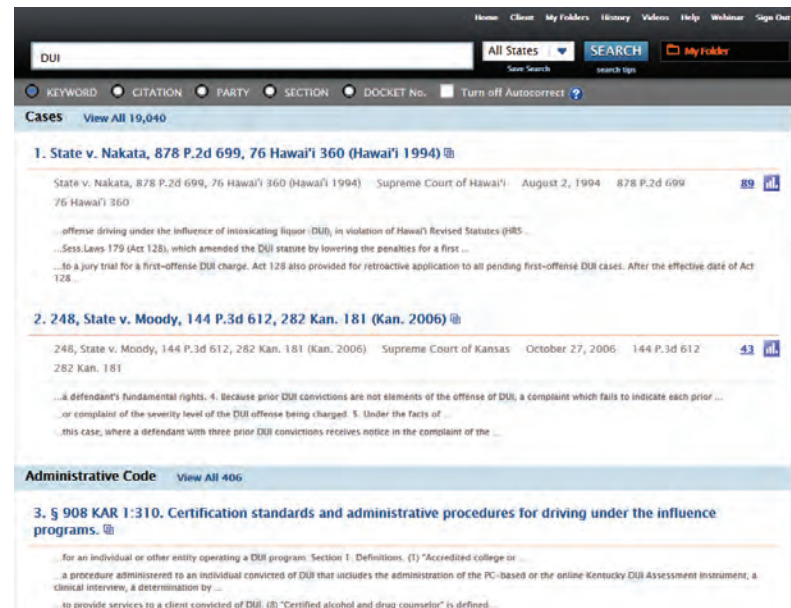 Home Client My Folders History Videos Help Webinar Sign Out
DUI All States SEARCH My Folder
Save Search search tips
KEYWORD CITATION PARTY SECTION DOCKET No. Turn off Autocorrect ?
Cases View All 19,040
1. State v. Nakata, 878 P.2d 699, 76 Hawai'i 360 (Hawai'i 1994)
State v. Nakata, 878 P.2d 699, 76 Hawai'i 360 (Hawai'i 1994) Supreme Court of Hawai'i August 2, 1994 878 P.2d 699 89
76 Hawai'i 360
...offense driving under the influence of intoxicating liquor (DUI), in violation of Hawai'i Revised Statutes (HRS ...
...Sess.Laws 179 (Act 128), which amended the DUI statute by lowering the penalties for a first ...
...to a jury trial for a first-offense DUI charge. Act 128 also provided for retroactive application to all pending first-offense DUI cases. After the effective date of Act
128 ...
2. 248, State v. Moody, 144 P.3d 612, 282 Kan. 181 (Kan. 2006)
248, State v. Moody, 144 P.3d 612, 282 Kan. 181 (Kan. 2006) Supreme Court of Kansas October 27, 2006 144 P.3d 612 43
282 Kan. 181
...a defendant's fundamental rights. 4. Because prior DUI convictions are not elements of the offense of DUI, a complaint which fails to indicate each prior ...
...or complaint of the severity level of the DUI offense being charged. 5. Under the facts of ...
...this case, where a defendant with three prior DUI convictions receives notice in the complaint of the ...
Administrative Code View All 406
3. § 908 KAR 1:310. Certification standards and administrative procedures for driving under the influence
programs.
...for an individual or other entity operating a DUI program. Section 1. Definitions. (1) "Accredited college or ...
...a procedure administered to an individual convicted of DUI that includes the administration of the PC-based or the online Kentucky DUI Assessment Instrument, a
clinical interview, a determination by ...
...to provide services to a client convicted of DUI. (8) "Certified alcohol and drug counselor" is defined...